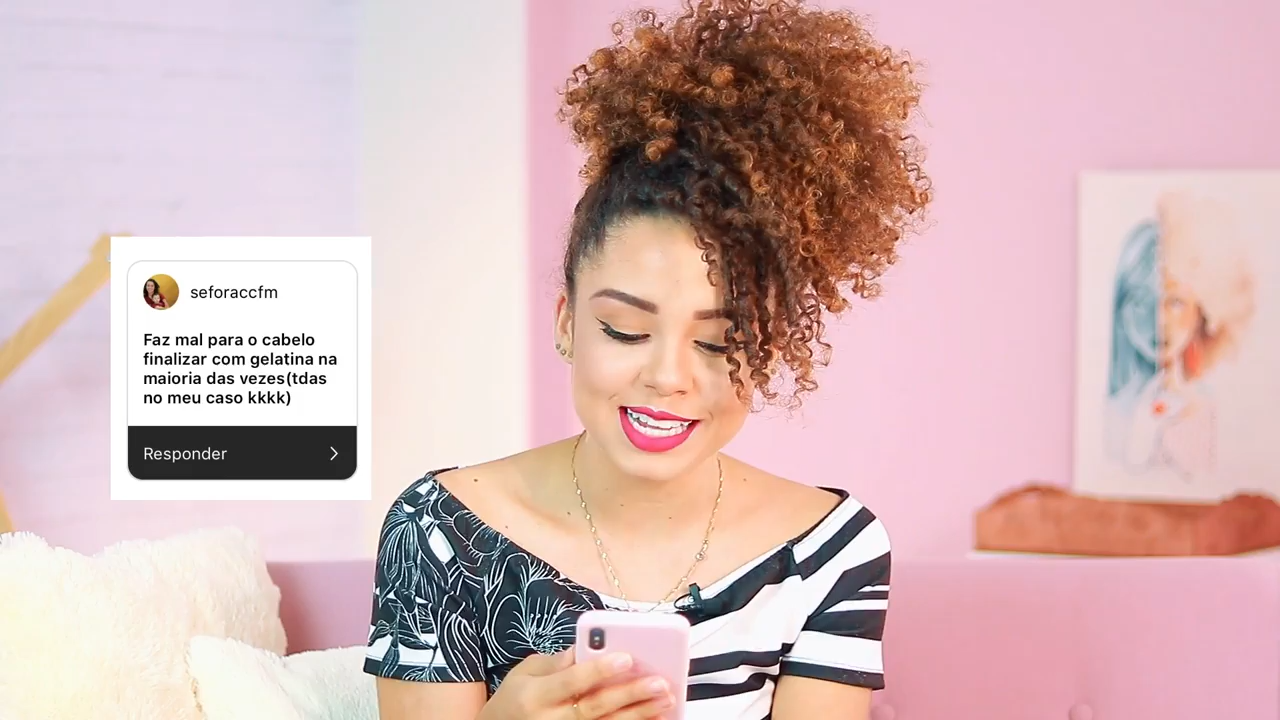 seforaccfm
Faz mal para o cabelo
finalizar com gelatina na
maioria das vezes(tdas
no meu caso kkkk)
Responder